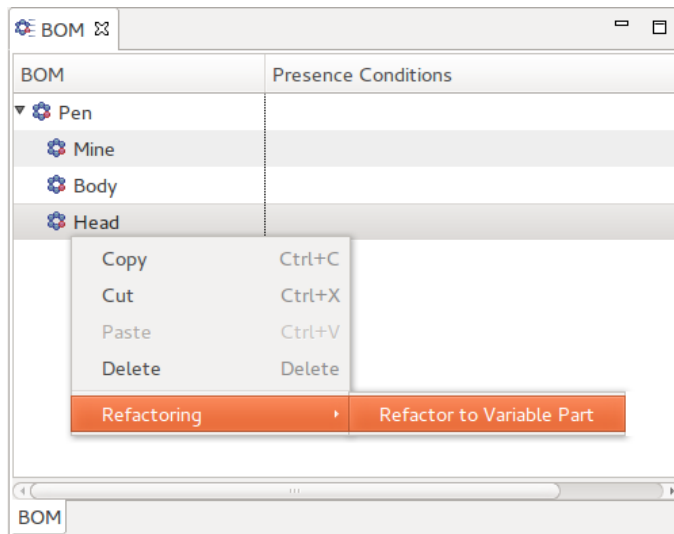 BOM
BOM Presence Conditions
Pen
Mine
Body
Head
Copy Ctrl+C
Cut Ctrl+X
Paste Ctrl+V
Delete Delete
Refactoring Refactor to Variable Part
BOM